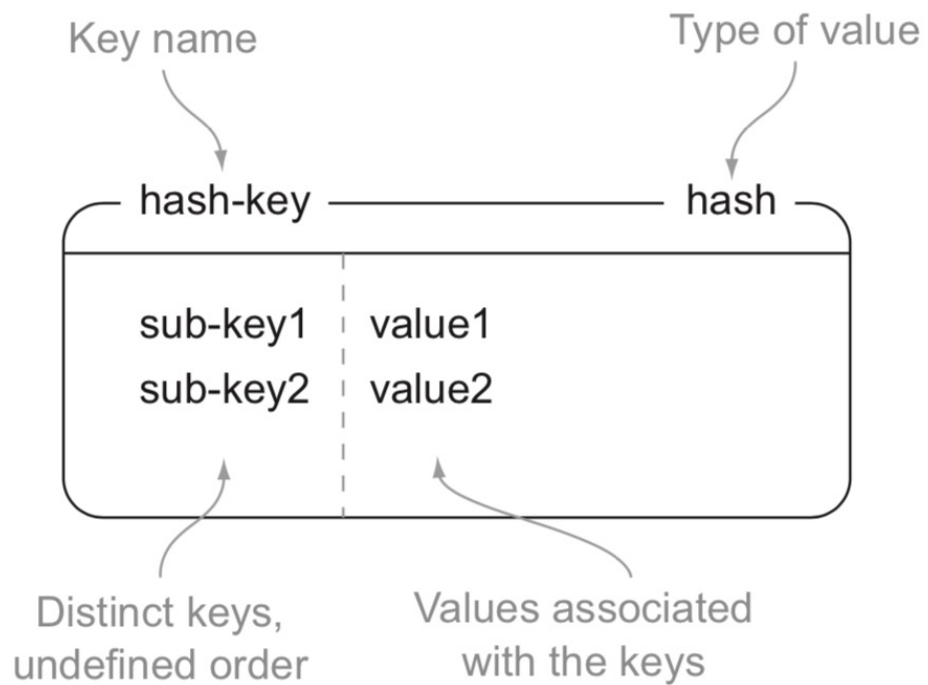 Key name
Type of value
hash-key
hash
sub-key1
value1
sub-key2
value2
Distinct keys,
undefined order
Values associated
with the keys